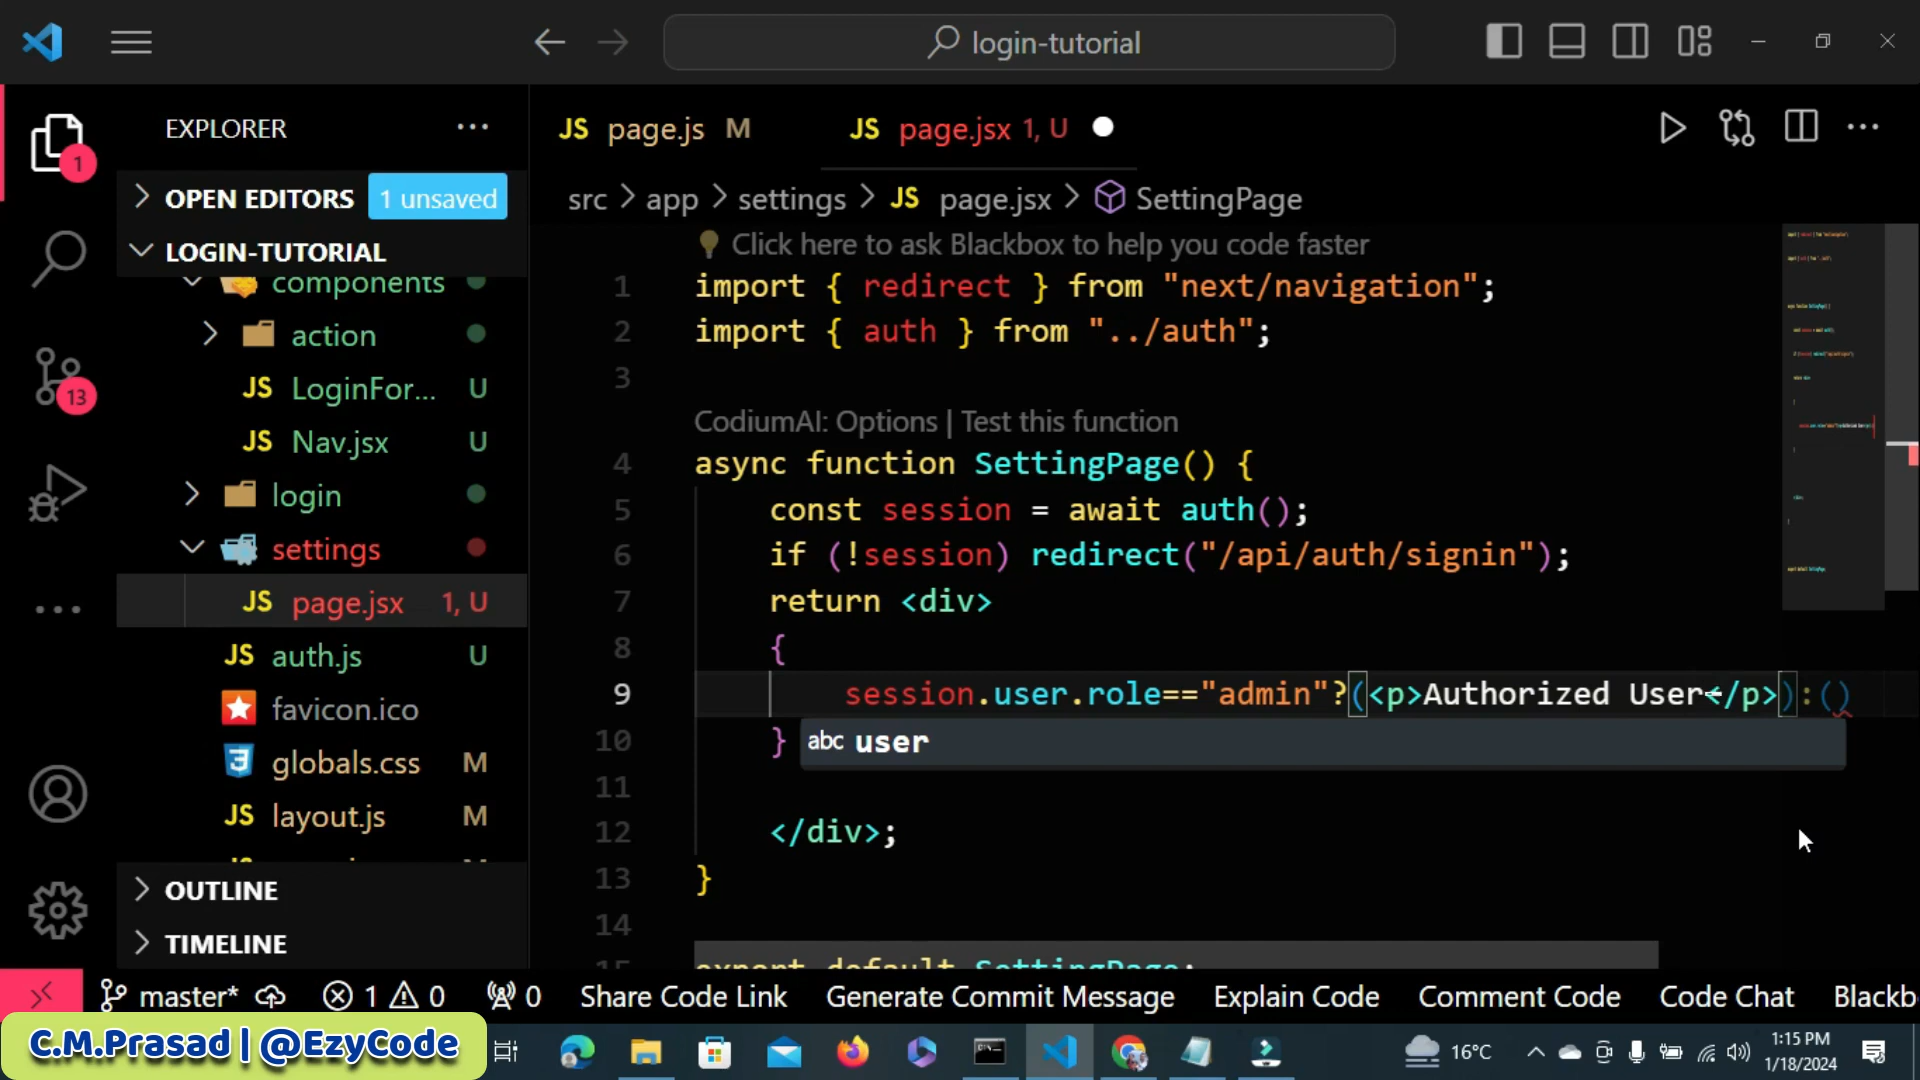 login-tutorial
EXPLORER
OPEN EDITORS
1 unsaved
LOGIN-TUTORIAL
components
action
JS LoginFor... U
JS Nav.jsx U
login
settings
JS page.jsx 1, U
JS auth.js U
favicon.ico
globals.css M
JS layout.js M
OUTLINE
TIMELINE
1
13
JS page.js M
JS page.jsx 1, U
src > app > settings > JS page.jsx > SettingPage
Click here to ask Blackbox to help you code faster
1 import { redirect } from "next/navigation";
2 import { auth } from "../auth";
3
CodiumAI: Options | Test this function
4 async function SettingPage() {
5 const session = await auth();
6 if (!session) redirect("/api/auth/signin");
7 return <div>
8 {
9 session.user.role=="admin"?(<p>Authorized User</p>):()
10 }
abc user
11
12 </div>;
13 }
14
15 export default SettingPage;
master* 1 0 0 Share Code Link Generate Commit Message Explain Code Comment Code Code Chat Blackb
C.M.Prasad | @EzyCode
16°C
1:15 PM
1/18/2024